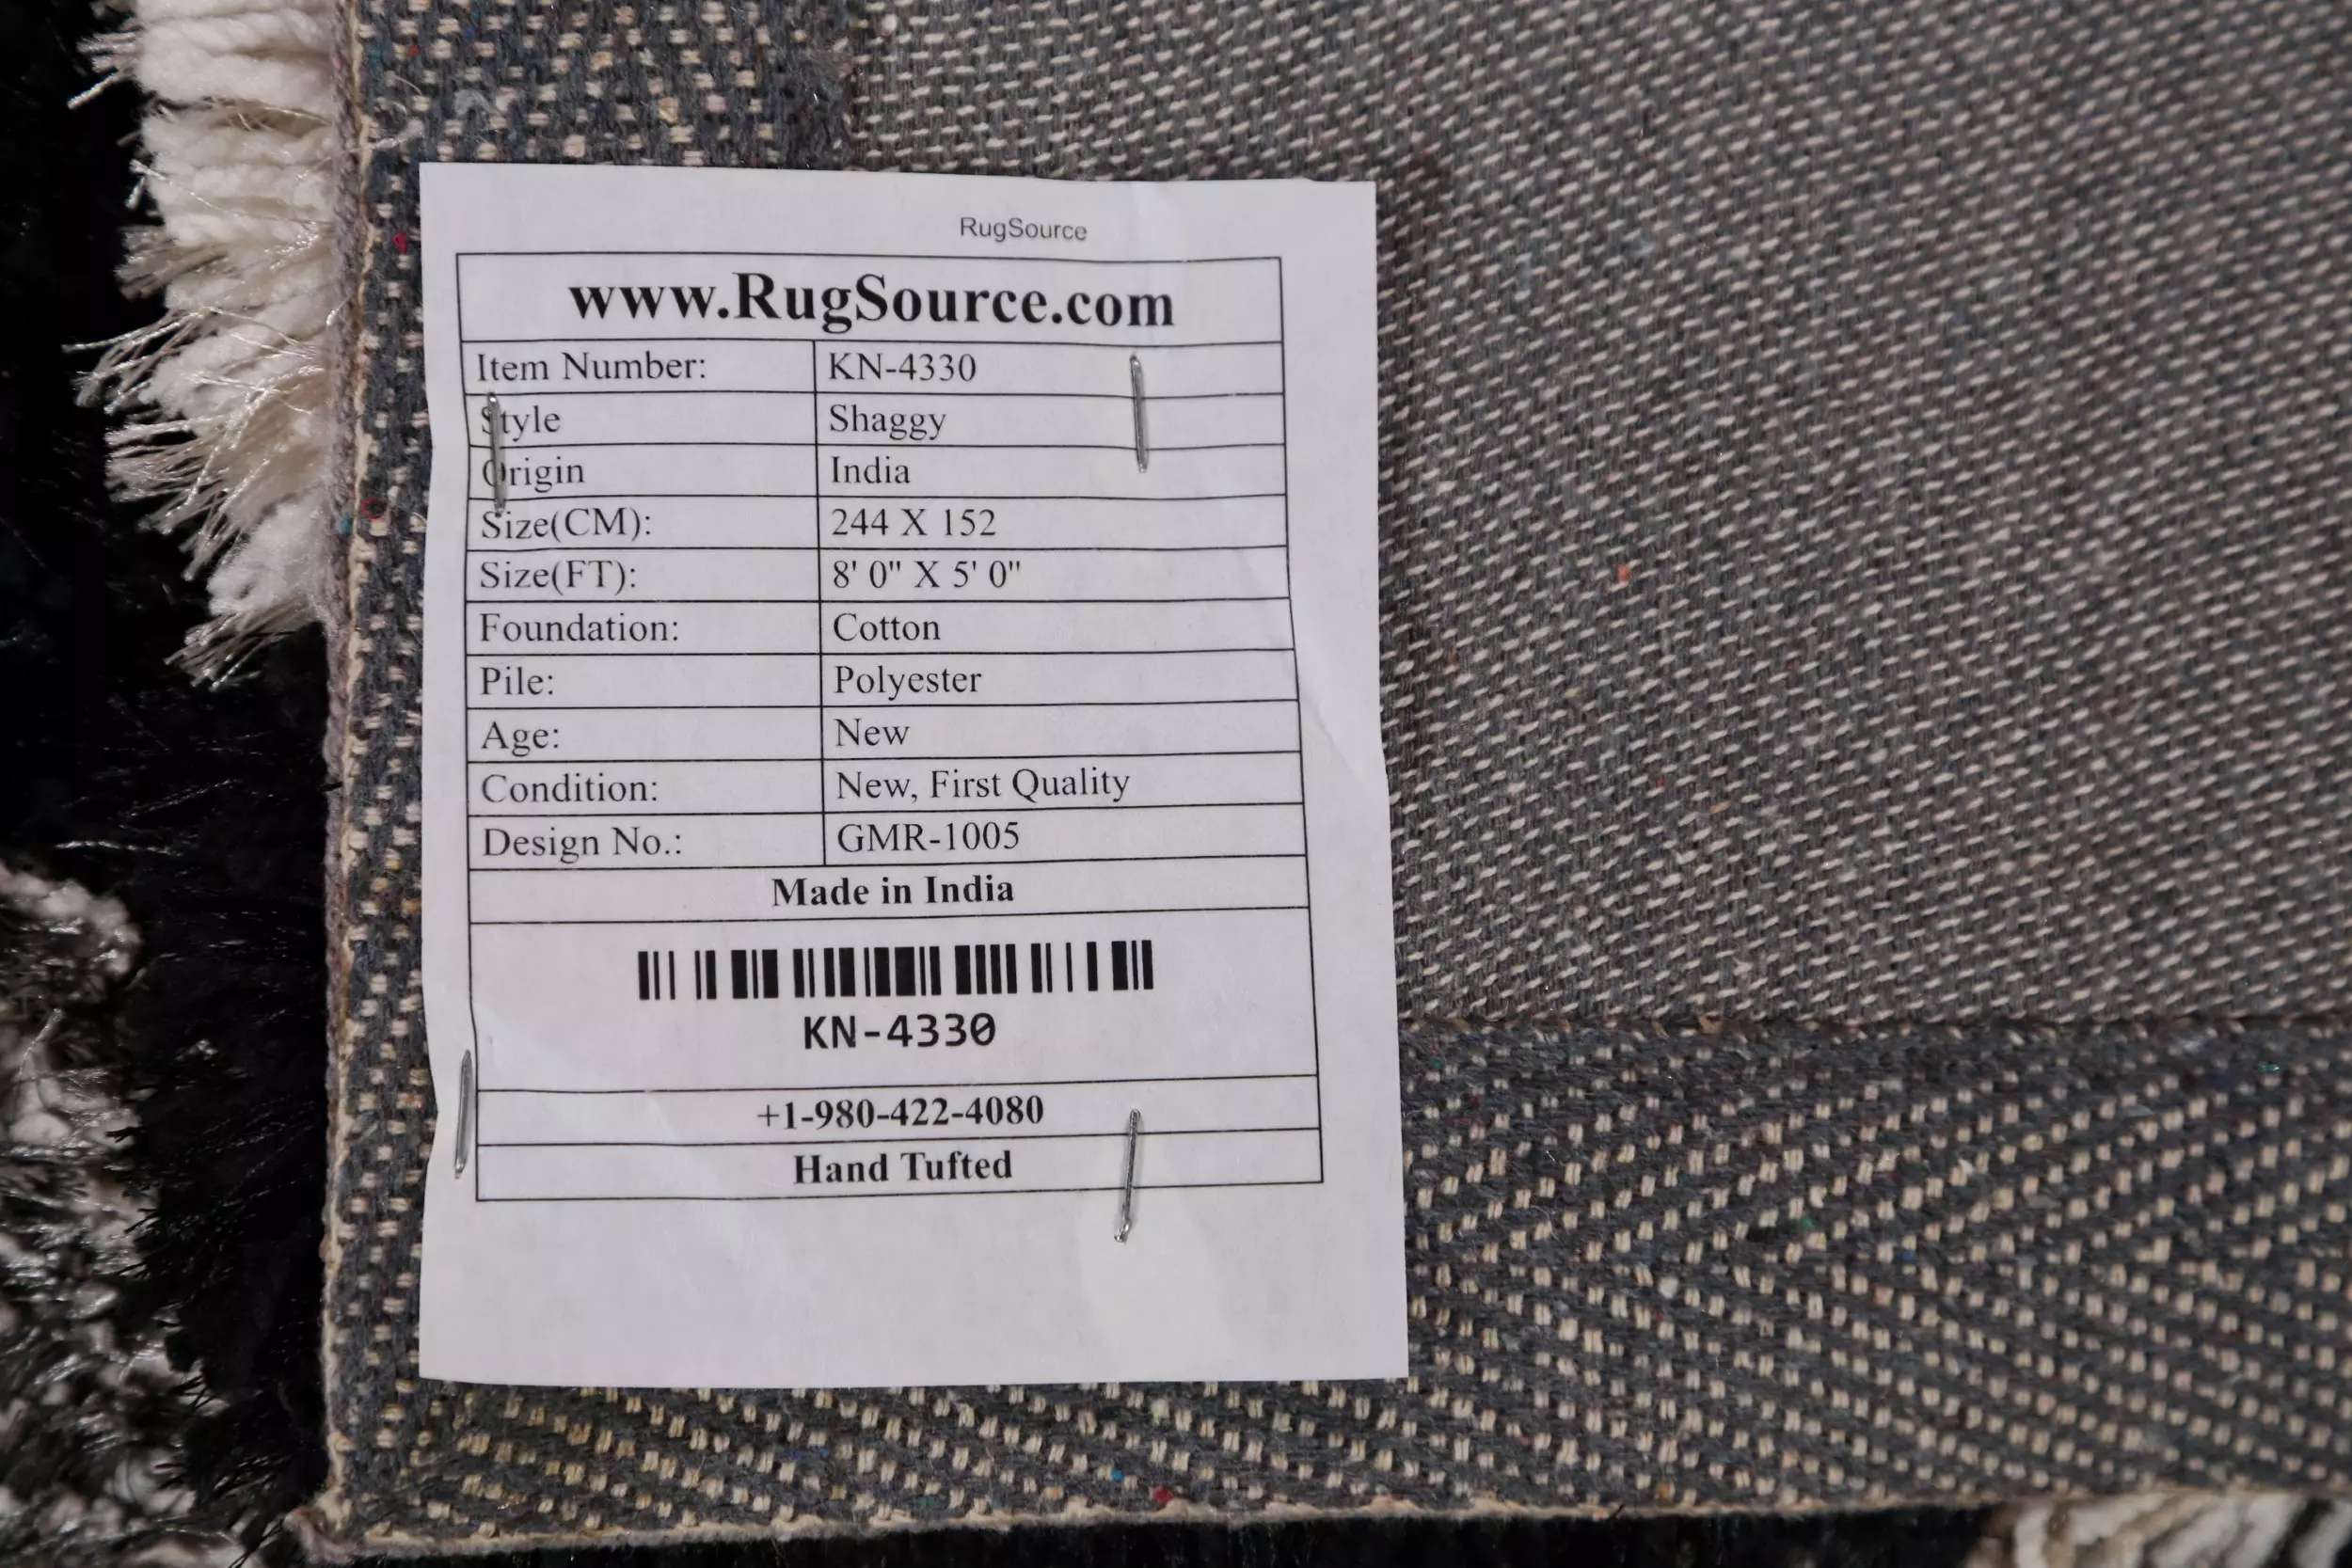 RugSource
www.RugSource.com
Item Number: KN-4330
Style Shaggy
Origin India
Size(CM): 244 X 152
Size(FT): 8' 0" X 5' 0"
Foundation: Cotton
Pile: Polyester
Age: New
Condition: New, First Quality
Design No.: GMR-1005
Made in India
KN-4330
+1-980-422-4080
Hand Tufted